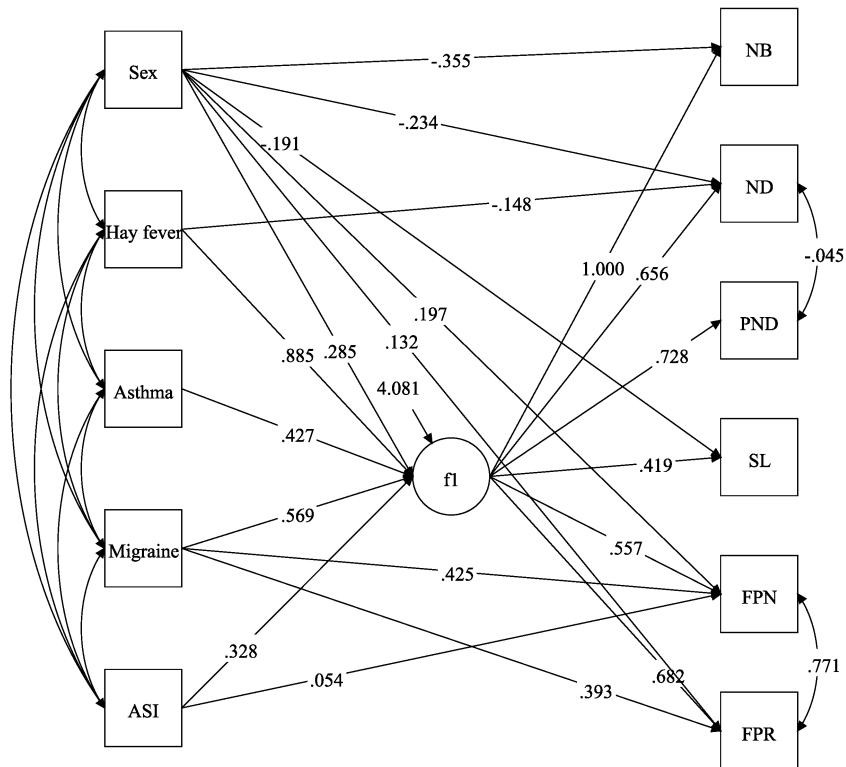 NB
Sex
-.355
-.234
-.191
ND
Hay fever
-.148
-.045
1.000
.656
.197
PND
.132
.885
.285
.728
4.081
Asthma
.427
SL
.419
f1
.569
Migraine
.557
.425
FPN
.328
.054
.682
.771
.393
ASI
FPR